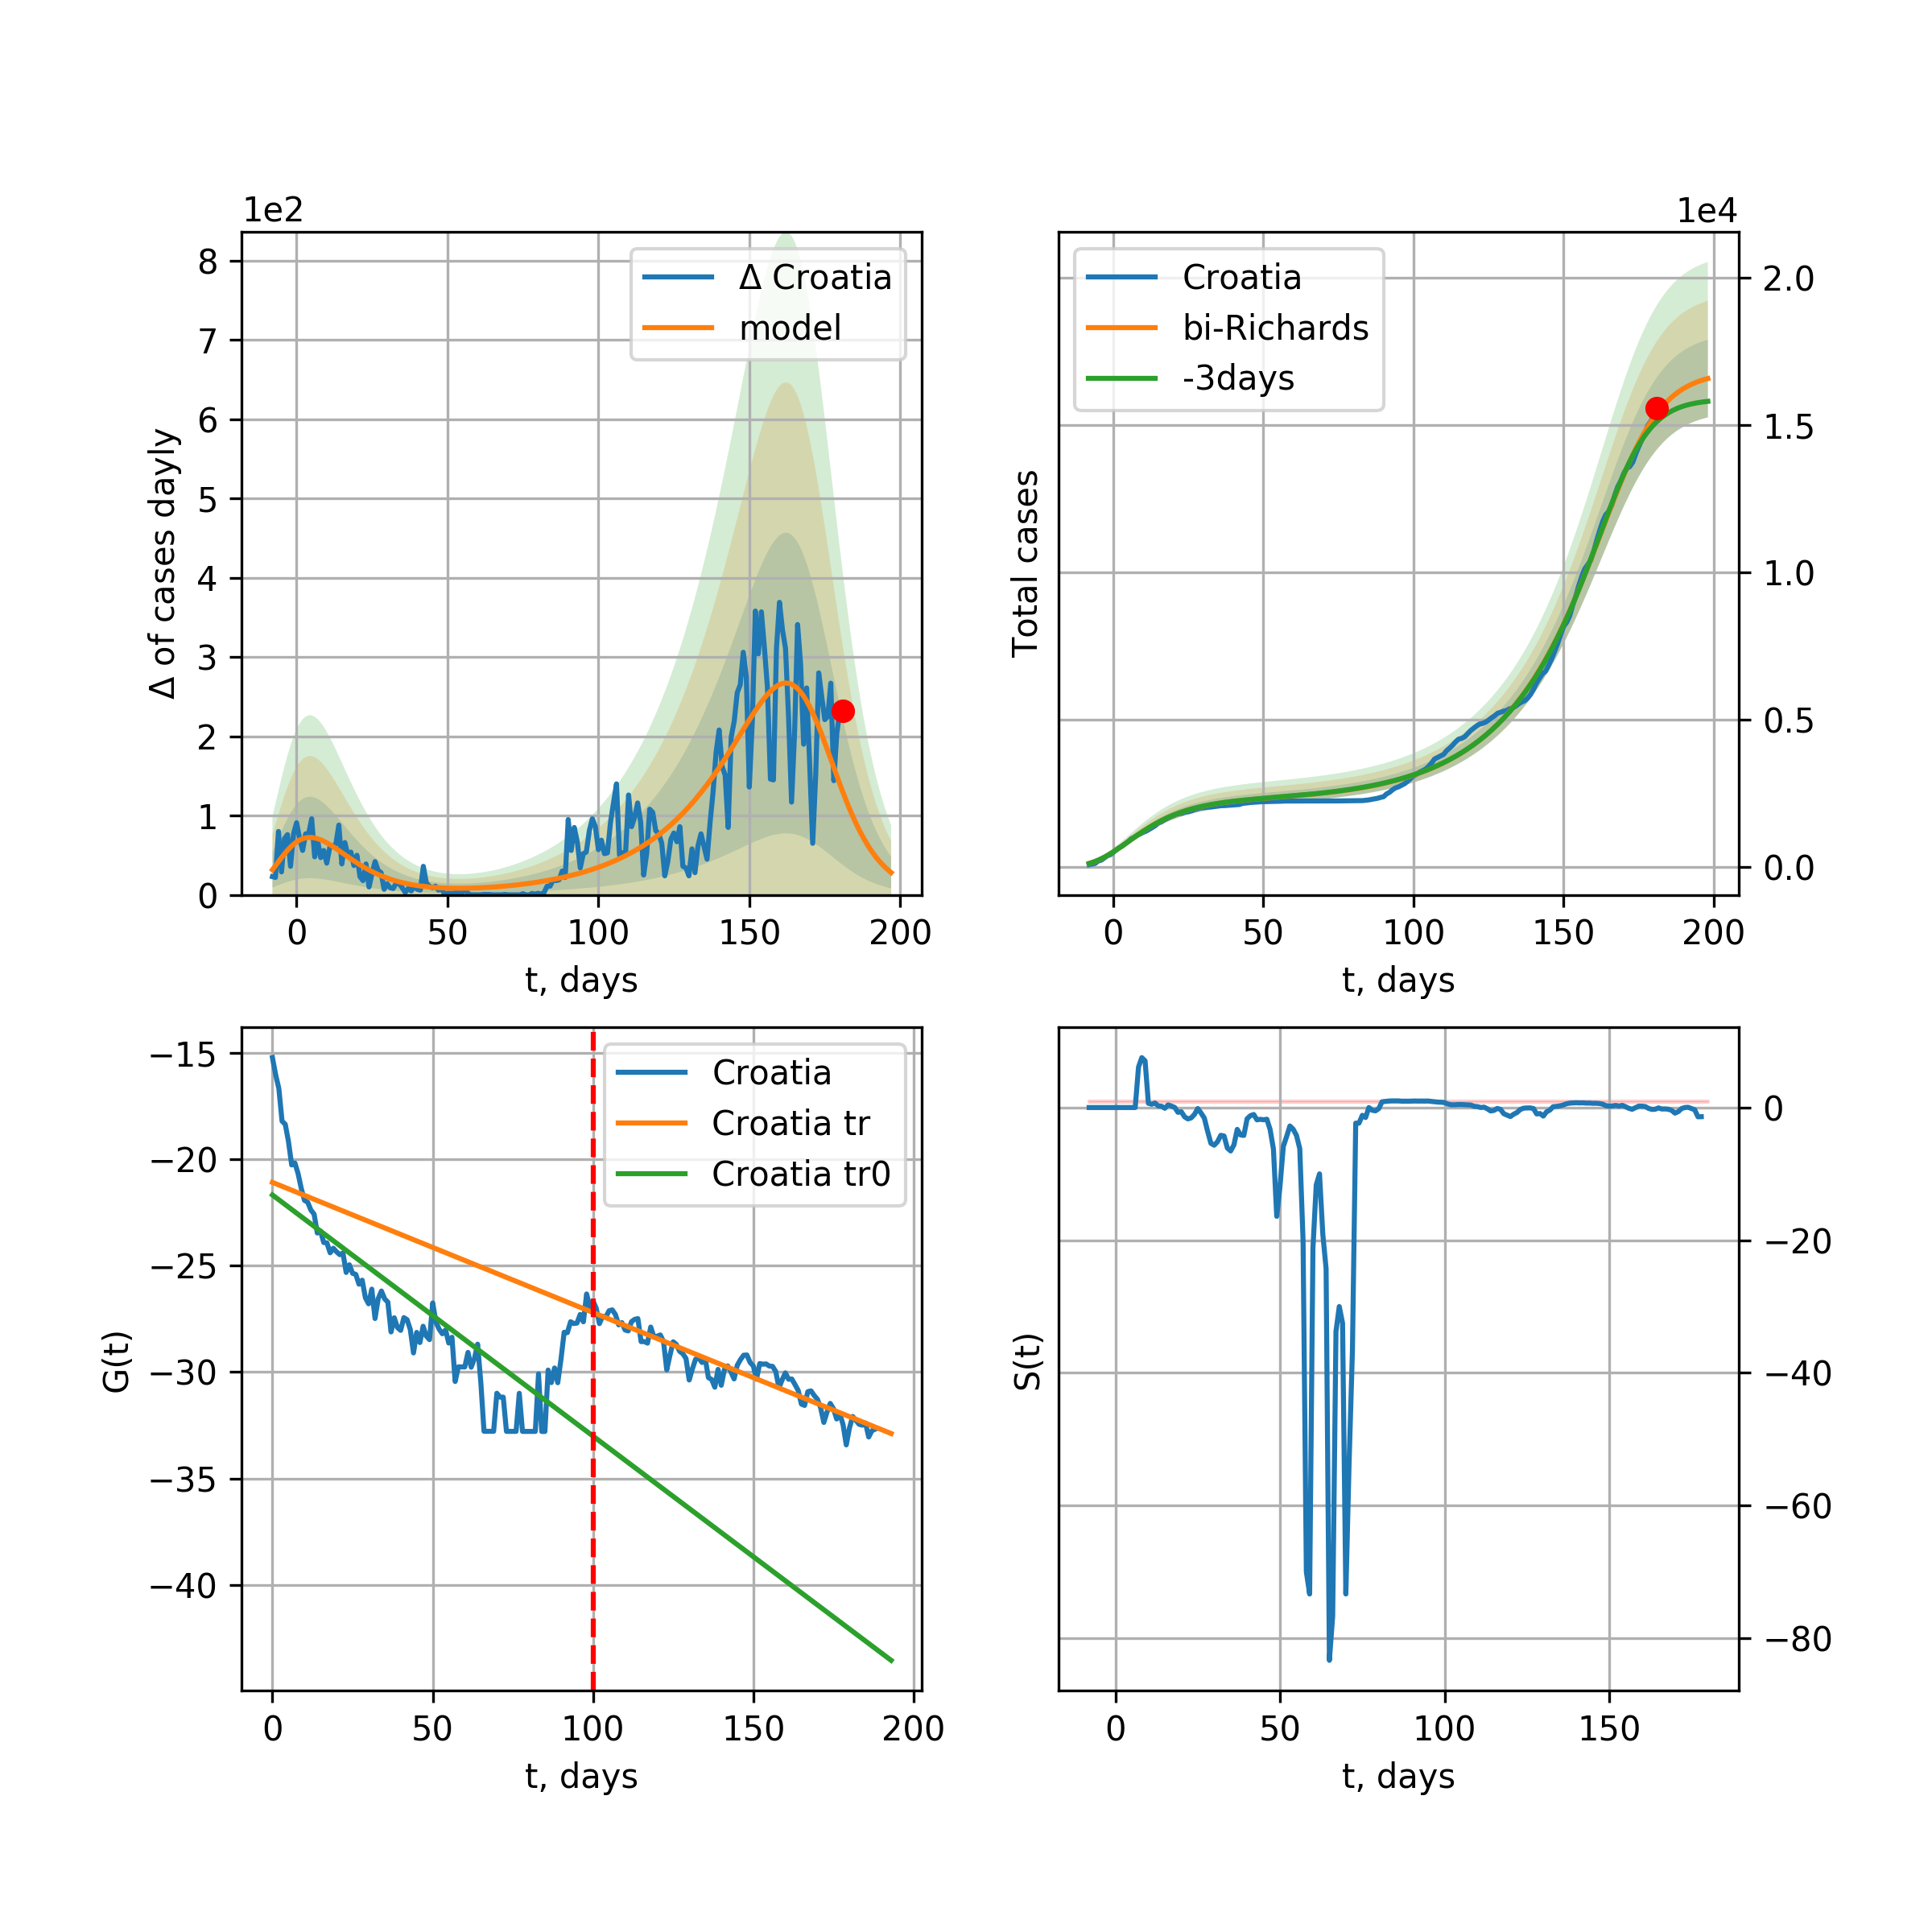 1e2
8
7
6
5
4
3
2
1
0
Δ of cases dayly
Δ Croatia
model
0 50 100 150 200
t, days
1e4
Croatia
bi-Richards
-3days
Total cases
2.0
1.5
1.0
0.5
0.0
0 50 100 150 200
t, days
−15
−20
−25
−30
−35
−40
G(t)
Croatia
Croatia tr
Croatia tr0
0 50 100 150 200
t, days
S(t)
0
−20
−40
−60
−80
0 50 100 150
t, days